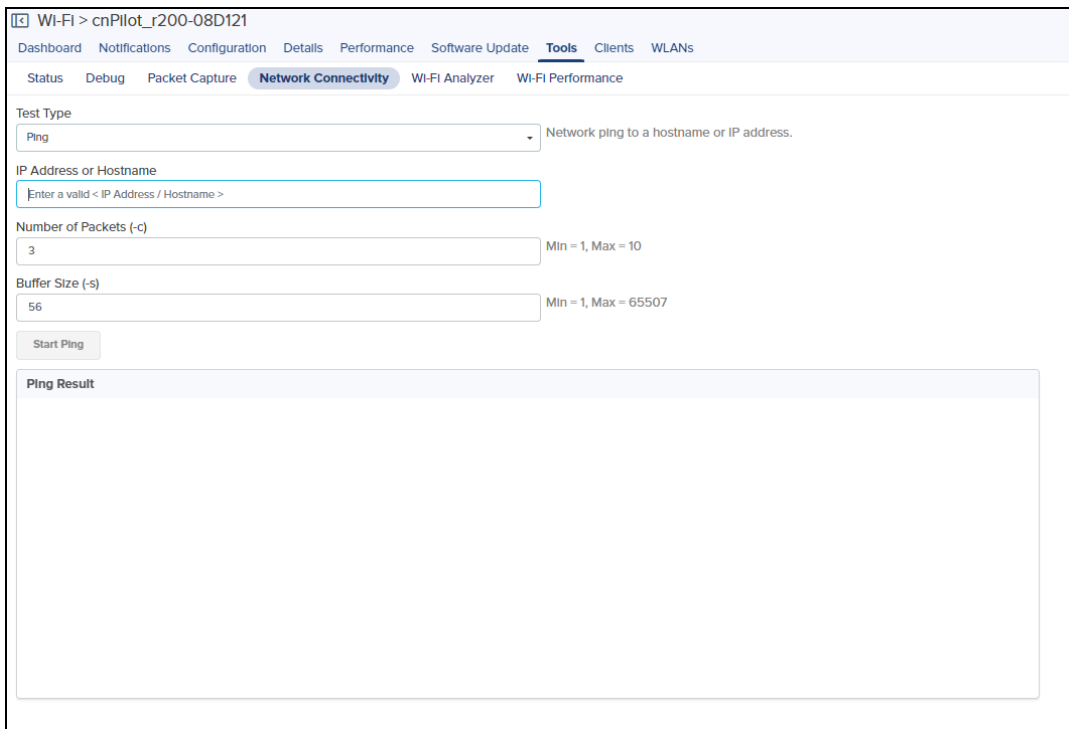 Wi-Fi > cnPilot_r200-08D121
Dashboard Notifications Configuration Details Performance Software Update Tools Clients WLANs
Status Debug Packet Capture Network Connectivity Wi-Fi Analyzer Wi-Fi Performance
Test Type
Ping
Network ping to a hostname or IP address.
IP Address or Hostname
Enter a valid < IP Address / Hostname >
Number of Packets (-c)
3
Min = 1, Max = 10
Buffer Size (-s)
56
Min = 1, Max = 65507
Start Ping
Ping Result